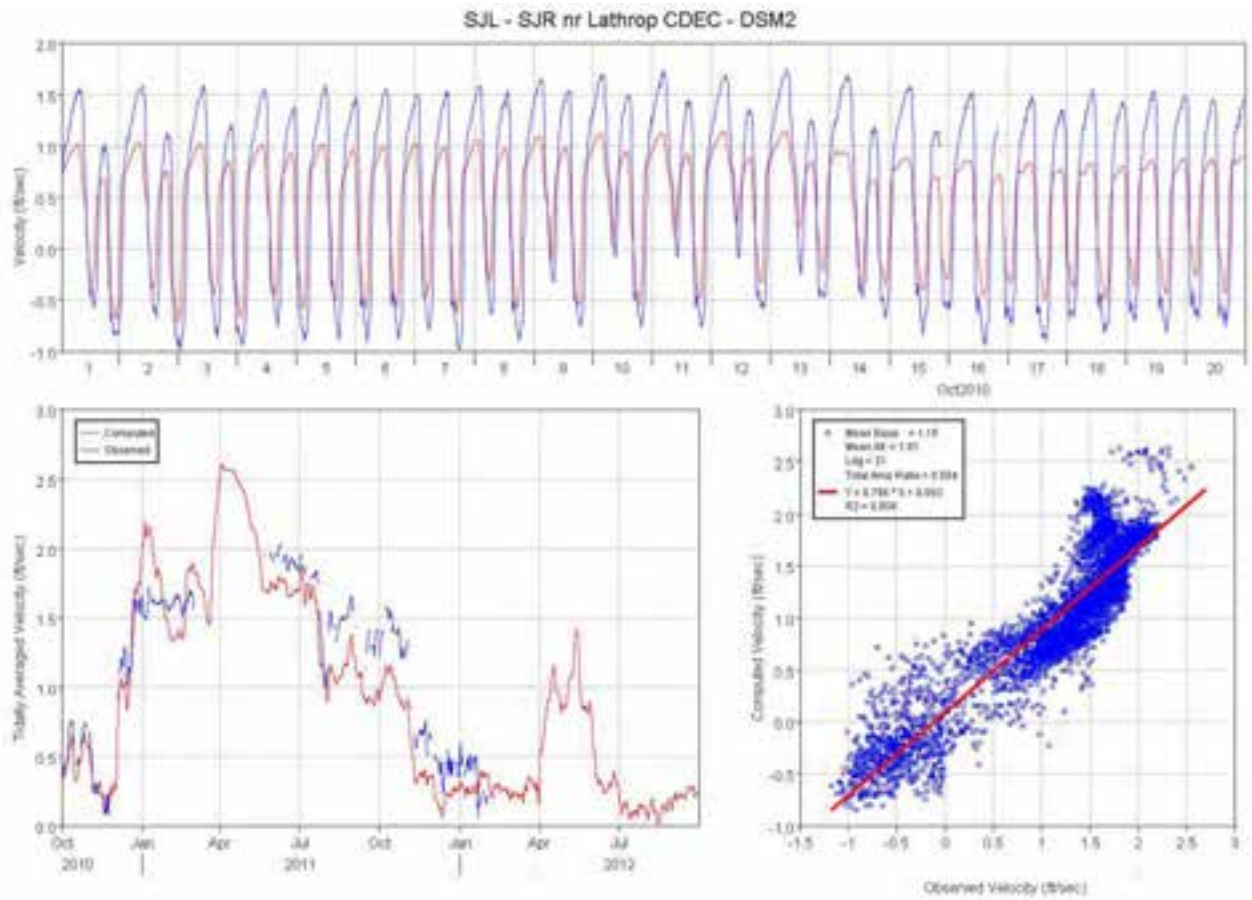 SJL - SJR nr Lathrop CDEC - DSM2
Velocity (ft/sec)
2.0
1.5
1.0
0.5
0.0
-0.5
-1.0
1 2 3 4 5 6 7 8 9 10 11 12 13 14 15 16 17 18 19 20
Oct2010
Tidally Averaged Velocity (ft/sec)
3.0
2.5
2.0
1.5
1.0
0.5
0.0
Computed
Observed
Oct Jan Apr Jul Oct Jan Apr Jul
2010 2011 2012
Computed Velocity (ft/sec)
3.0
2.5
2.0
1.5
1.0
0.5
0.0
-0.5
-1.0
Lag = 21
-1.5 -1 -0.5 0 0.5 1 1.5 2 2.5 3
Observed Velocity (ft/sec)